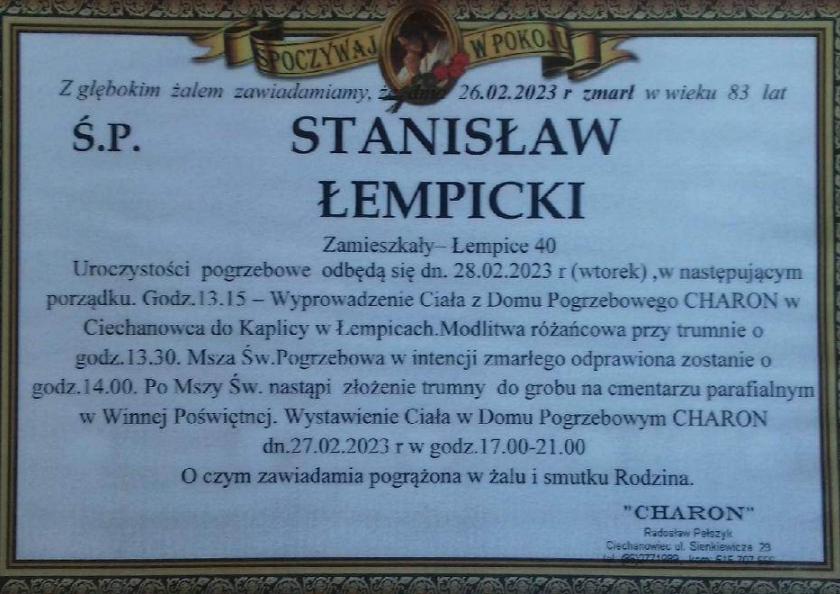 SPOCZYWAJ W POKOJU
Z głębokim żalem zawiadamiamy, że dnia 26.02.2023 r zmarł w wieku 83 lat
Ś.P. STANISŁAW
ŁEMPICKI
Zamieszkały– Łempice 40
Uroczystości pogrzebowe odbędą się dn. 28.02.2023 r (wtorek) ,w następującym
porządku. Godz.13.15 – Wyprowadzenie Ciała z Domu Pogrzebowego CHARON w
Ciechanowca do Kaplicy w Łempicach.Modlitwa różańcowa przy trumnie o
godz.13.30. Msza Św.Pogrzebowa w intencji zmarłego odprawiona zostanie o
godz.14.00. Po Mszy Św. nastąpi złożenie trumny do grobu na cmentarzu parafialnym
w Winnej Poświętnej. Wystawienie Ciała w Domu Pogrzebowym CHARON
dn.27.02.2023 r w godz.17.00-21.00
O czym zawiadamia pogrążona w żalu i smutku Rodzina.
"CHARON"
Radosław Pełszyk
Ciechanowiec ul. Sienkiewicza 29